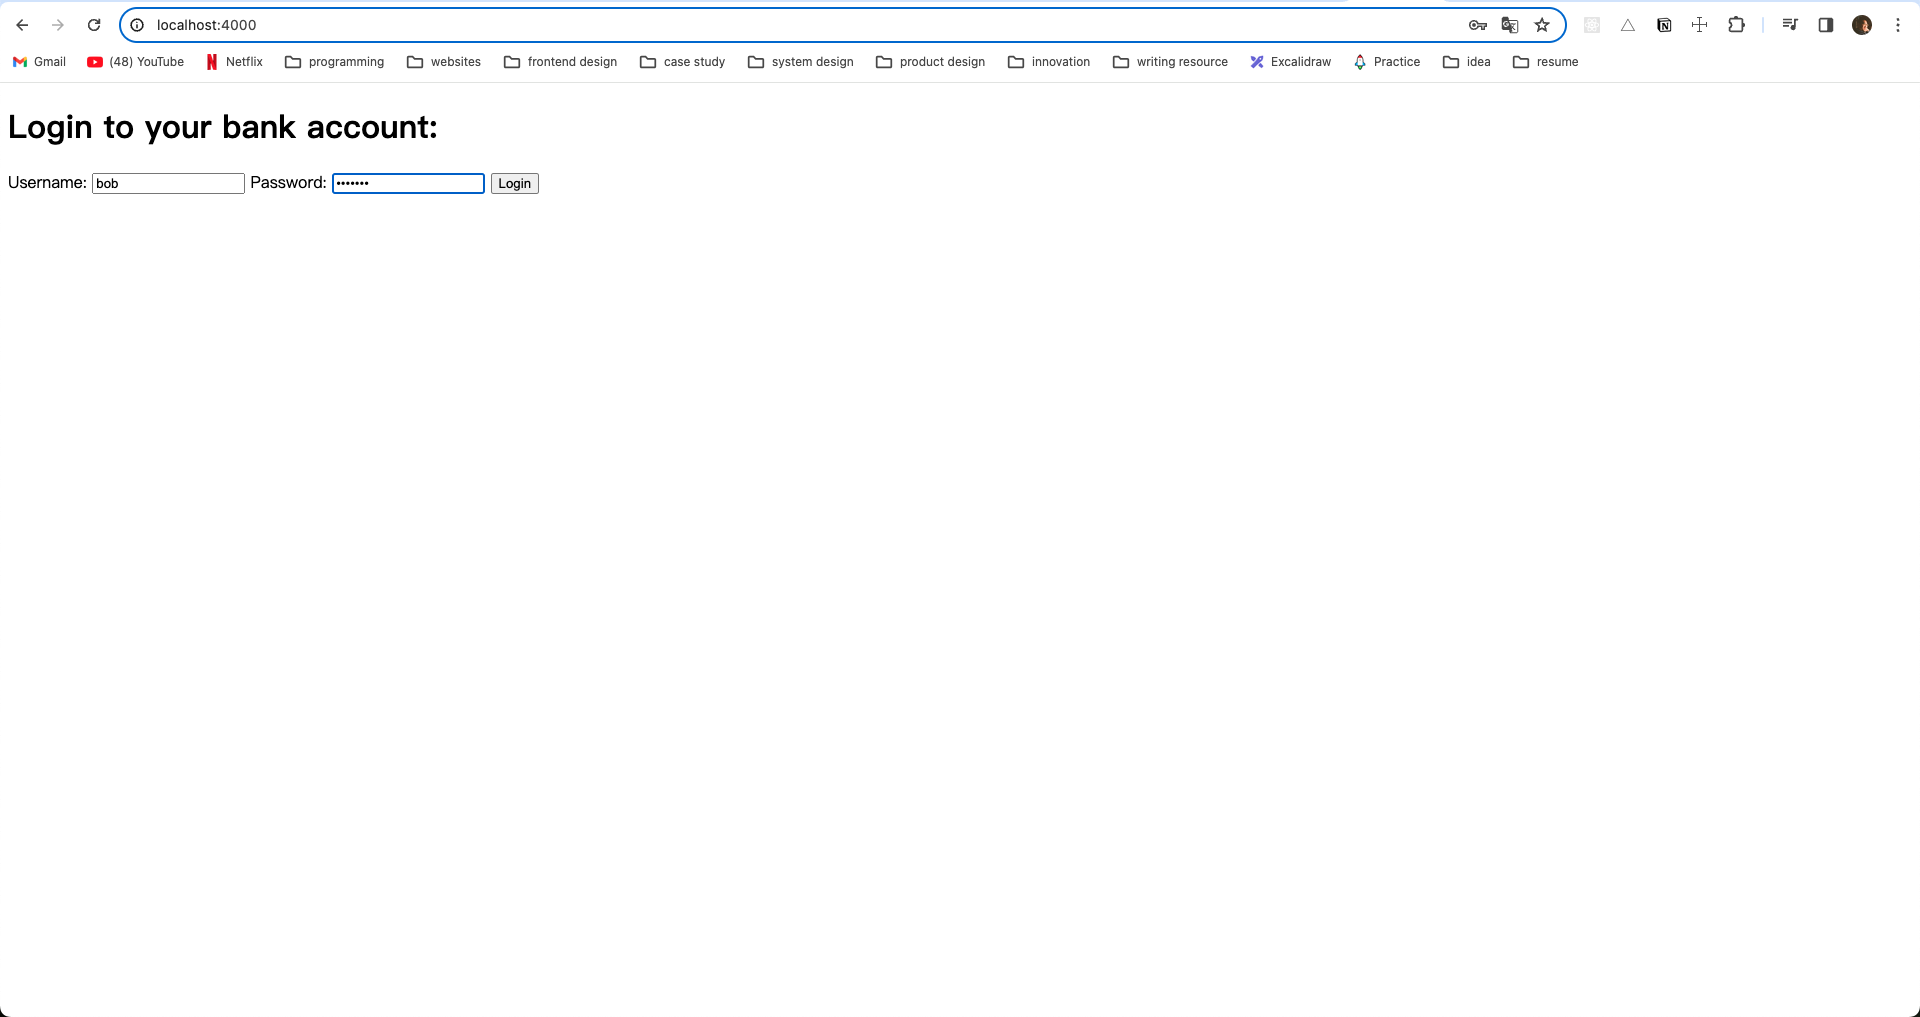 localhost:4000
Gmail (48) YouTube Netflix programming websites frontend design case study system design product design innovation writing resource Excalidraw Practice idea resume
Login to your bank account:
Username: bob Password: ••••••• Login